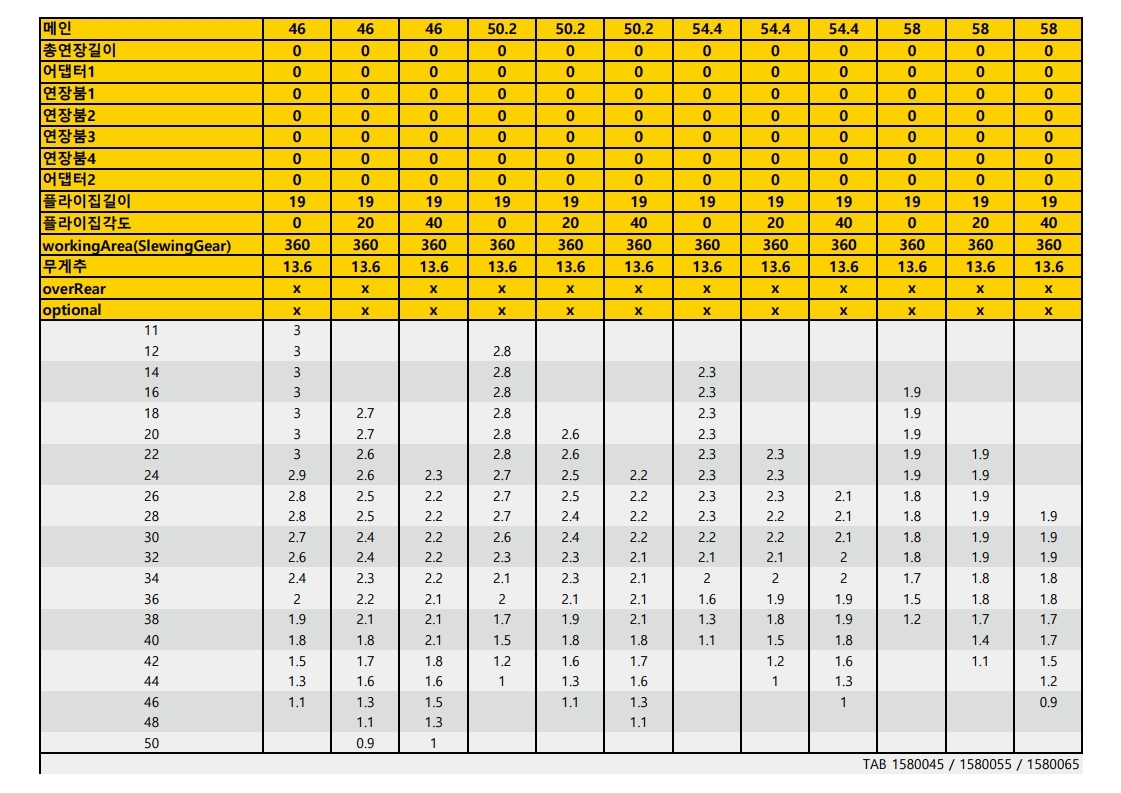 메인 46 46 46 50.2 50.2 50.2 54.4 54.4 54.4 58 58 58
총연장길이 0 0 0 0 0 0 0 0 0 0 0 0
어댑터1 0 0 0 0 0 0 0 0 0 0 0 0
연장붐1 0 0 0 0 0 0 0 0 0 0 0 0
연장붐2 0 0 0 0 0 0 0 0 0 0 0 0
연장붐3 0 0 0 0 0 0 0 0 0 0 0 0
연장붐4 0 0 0 0 0 0 0 0 0 0 0 0
어댑터2 0 0 0 0 0 0 0 0 0 0 0 0
플라이집길이 19 19 19 19 19 19 19 19 19 19 19 19
플라이집각도 0 20 40 0 20 40 0 20 40 0 20 40
workingArea(SlewingGear) 360 360 360 360 360 360 360 360 360 360 360 360
무게추 13.6 13.6 13.6 13.6 13.6 13.6 13.6 13.6 13.6 13.6 13.6 13.6
overRear x x x x x x x x x x x x
optional x x x x x x x x x x x x
11 3
12 3 2.8
14 3 2.8 2.3
16 3 2.8 2.3 1.9
18 3 2.7 2.8 2.3 1.9
20 3 2.7 2.8 2.6 2.3 1.9
22 3 2.6 2.8 2.6 2.3 2.3 1.9 1.9
24 2.9 2.6 2.3 2.7 2.5 2.2 2.3 2.3 1.9 1.9
26 2.8 2.5 2.2 2.7 2.5 2.2 2.3 2.3 2.1 1.8 1.9
28 2.8 2.5 2.2 2.7 2.4 2.2 2.3 2.2 2.1 1.8 1.9 1.9
30 2.7 2.4 2.2 2.6 2.4 2.2 2.2 2.2 2.1 1.8 1.9 1.9
32 2.6 2.4 2.2 2.3 2.3 2.1 2.1 2.1 2 1.8 1.9 1.9
34 2.4 2.3 2.2 2.1 2.3 2.1 2 2 2 1.7 1.8 1.8
36 2 2.2 2.1 2 2.1 2.1 1.6 1.9 1.9 1.5 1.8 1.8
38 1.9 2.1 2.1 1.7 1.9 2.1 1.3 1.8 1.9 1.2 1.7 1.7
40 1.8 1.8 2.1 1.5 1.8 1.8 1.1 1.5 1.8 1.4 1.7
42 1.5 1.7 1.8 1.2 1.6 1.7 1.2 1.6 1.1 1.5
44 1.3 1.6 1.6 1 1.3 1.6 1 1.3 1.2
46 1.1 1.3 1.5 1.1 1.3 1 0.9
48 1.1 1.3 1.1
50 0.9 1
TAB 1580045 / 1580055 / 1580065